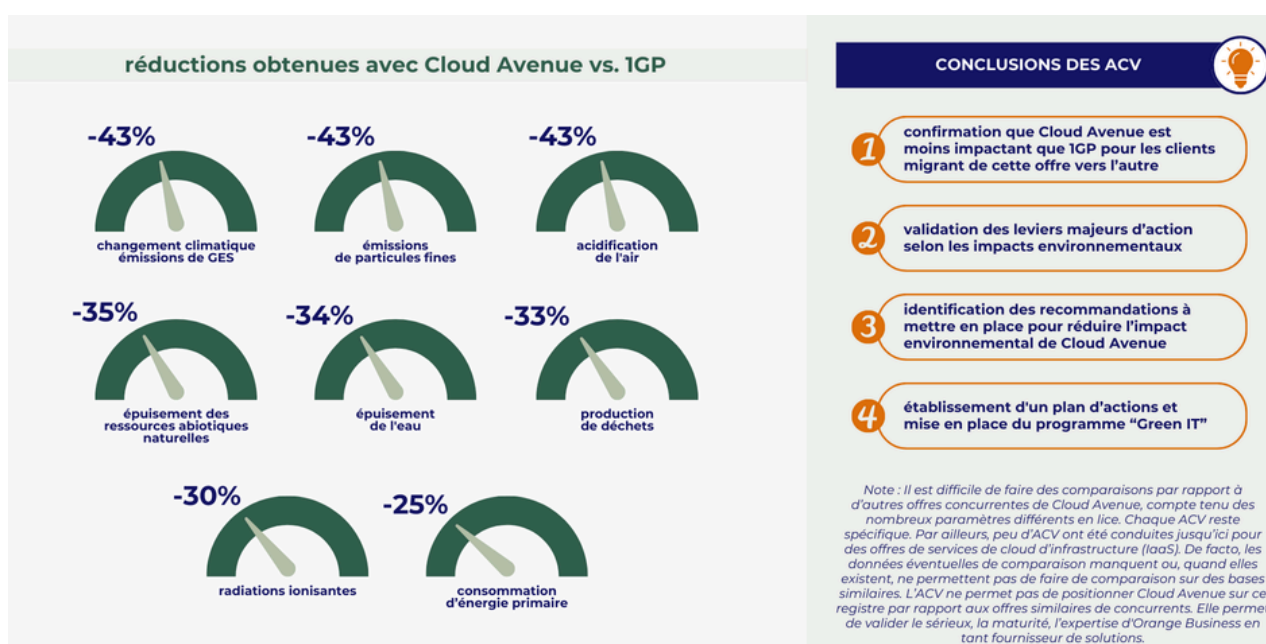 réductions obtenues avec Cloud Avenue vs. 1GP
-43%
changement climatique
émissions de GES
-43%
émissions
de particules fines
-43%
acidification
de l'air
-35%
épuisement des
ressources abiotiques
naturelles
-34%
épuisement
de l'eau
-33%
production
de déchets
-30%
radiations ionisantes
-25%
consommation
d'énergie primaire
CONCLUSIONS DES ACV
1
confirmation que Cloud Avenue est
moins impactant que 1GP pour les clients
migrant de cette offre vers l'autre
2
validation des leviers majeurs d'action
selon les impacts environnementaux
3
identification des recommandations à
mettre en place pour réduire l'impact
environnemental de Cloud Avenue
4
établissement d'un plan d'actions et
mise en place du programme "Green IT"
Note : Il est difficile de faire des comparaisons par rapport à
d'autres offres concurrentes de Cloud Avenue, compte tenu des
nombreux paramètres différents en lice. Chaque ACV reste
spécifique. Par ailleurs, peu d'ACV ont été conduites jusqu'ici pour
des offres de services de cloud d'infrastructure (IaaS). De facto, les
données éventuelles de comparaison manquent ou, quand elles
existent, ne permettent pas de faire de comparaison sur des bases
similaires. L'ACV ne permet pas de positionner Cloud Avenue sur ce
registre par rapport aux offres similaires de concurrents. Elle permet
de valider le sérieux, la maturité, l'expertise d'Orange Business en
tant fournisseur de solutions.